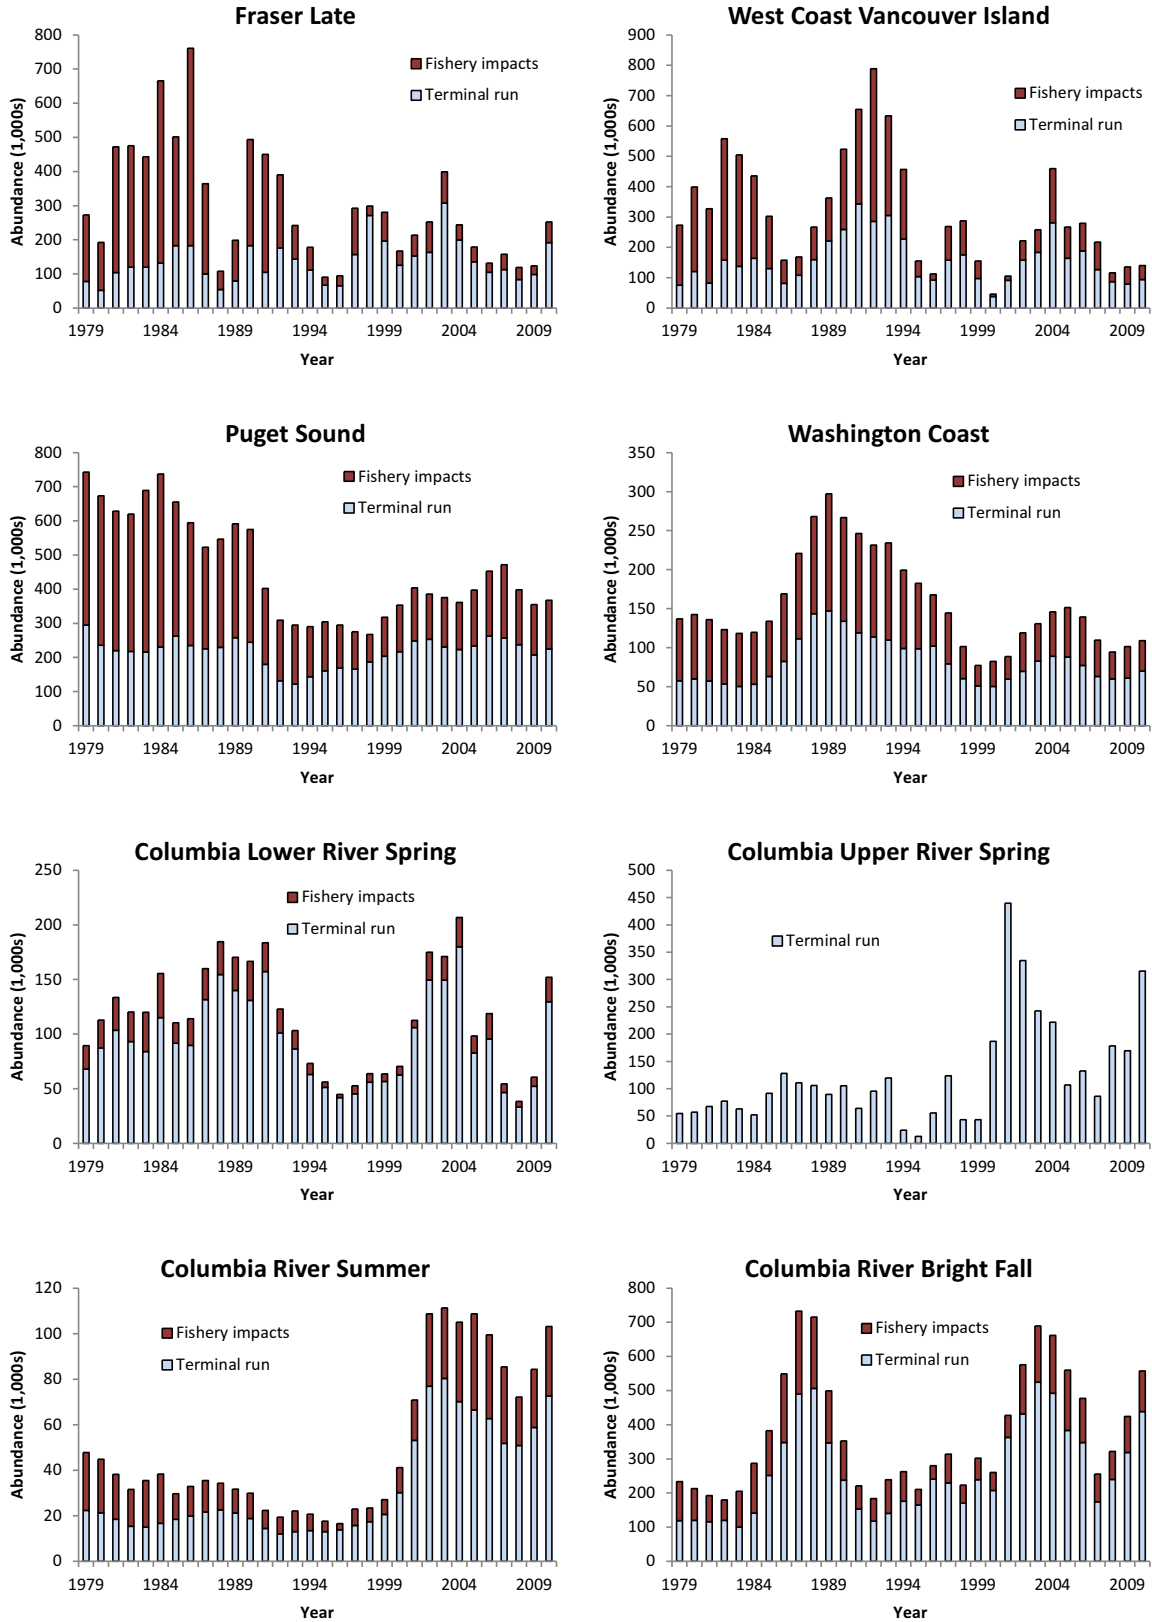 Fraser Late
800
700
600
500
400
300
200
100
0
Abundance (1,000s)
Fishery impacts
Terminal run
1979 1984 1989 1994 1999 2004 2009
Year
West Coast Vancouver Island
900
800
700
600
500
400
300
200
100
0
Abundance (1,000s)
Fishery impacts
Terminal run
1979 1984 1989 1994 1999 2004 2009
Year
Puget Sound
800
700
600
500
400
300
200
100
0
Abundance (1,000s)
Fishery impacts
Terminal run
1979 1984 1989 1994 1999 2004 2009
Year
Washington Coast
350
300
250
200
150
100
50
0
Abundance (1,000s)
Fishery impacts
Terminal run
1979 1984 1989 1994 1999 2004 2009
Year
Columbia Lower River Spring
250
200
150
100
50
0
Abundance (1,000s)
Fishery impacts
Terminal run
1979 1984 1989 1994 1999 2004 2009
Year
Columbia Upper River Spring
500
450
400
350
300
250
200
150
100
50
0
Abundance (1,000s)
Terminal run
1979 1984 1989 1994 1999 2004 2009
Year
Columbia River Summer
120
100
80
60
40
20
0
Abundance (1,000s)
Fishery impacts
Terminal run
1979 1984 1989 1994 1999 2004 2009
Year
Columbia River Bright Fall
800
700
600
500
400
300
200
100
0
Abundance (1,000s)
Fishery impacts
Terminal run
1979 1984 1989 1994 1999 2004 2009
Year